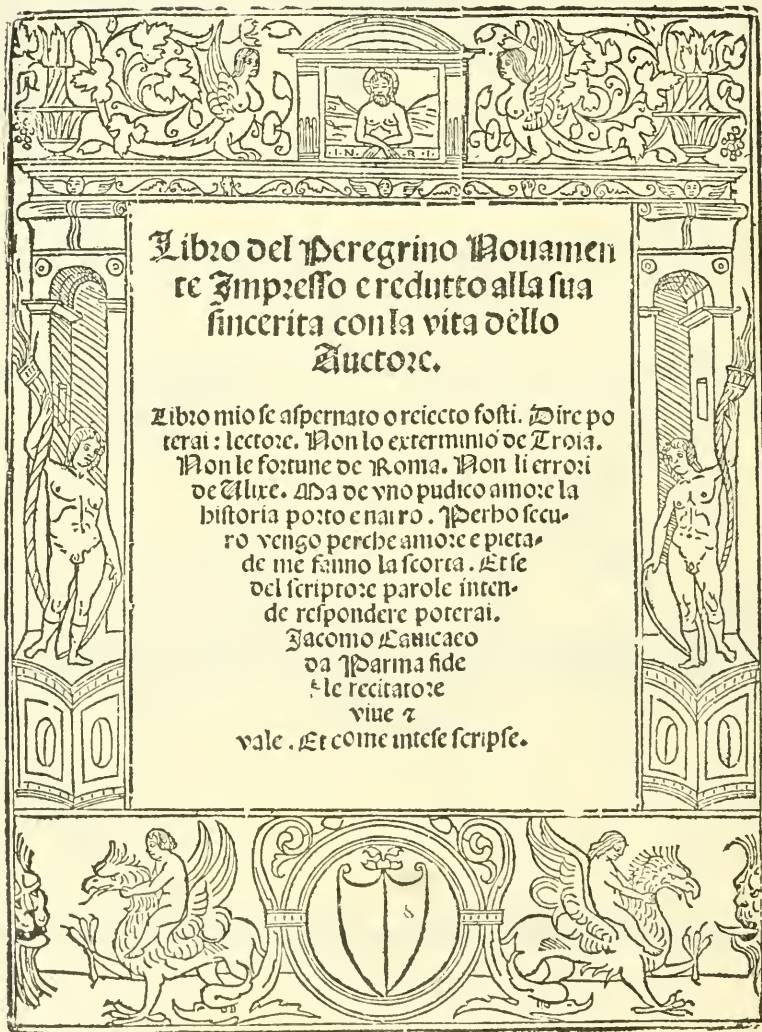 ·I·N· R·I·
Libro del Peregrino Nouamen
te Impresso e redutto alla sua
sincerita con la vita dello
Auctore.
Libro mio se aspernato o reiecto fosti. Dire po
terai: lectore. Non lo exterminio de Troia.
Non le fortune de Roma. Non li errori
de Ulixe. Ma de vno pudico amore la
historia porto e narro. Perho secu-
ro vengo perche amore e pieta-
de me fanno la scorta. Et se
del scriptore parole inten-
de respondere poterai.
Jacomo Cauicaeo
da Parma fide
le recitatore
viue ⁊
vale. Et come intese scripse.